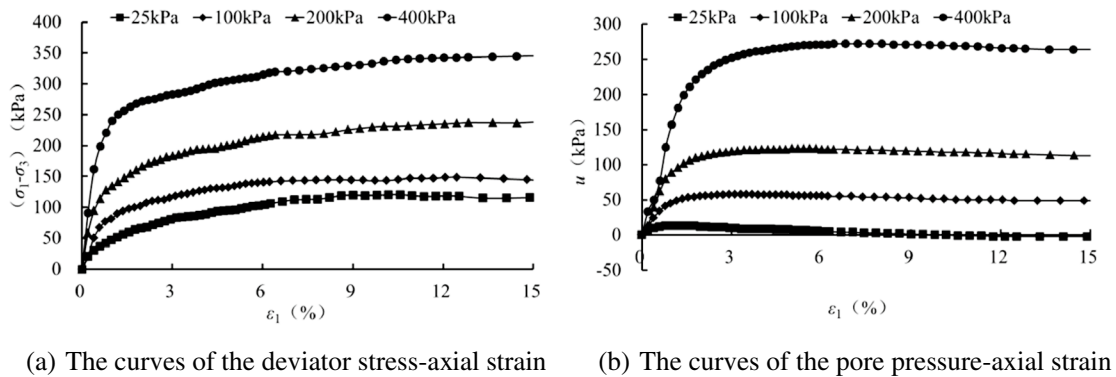 25kPa 100kPa 200kPa 400kPa
400
350
300
250
200
150
100
50
0
(σ₁-σ₃)（kPa）
0 3 6 9 12 15
ε₁（%）
25kPa 100kPa 200kPa 400kPa
300
250
200
150
100
50
0
-50
u（kPa）
0 3 6 9 12 15
ε₁（%）
(a) The curves of the deviator stress-axial strain
(b) The curves of the pore pressure-axial strain